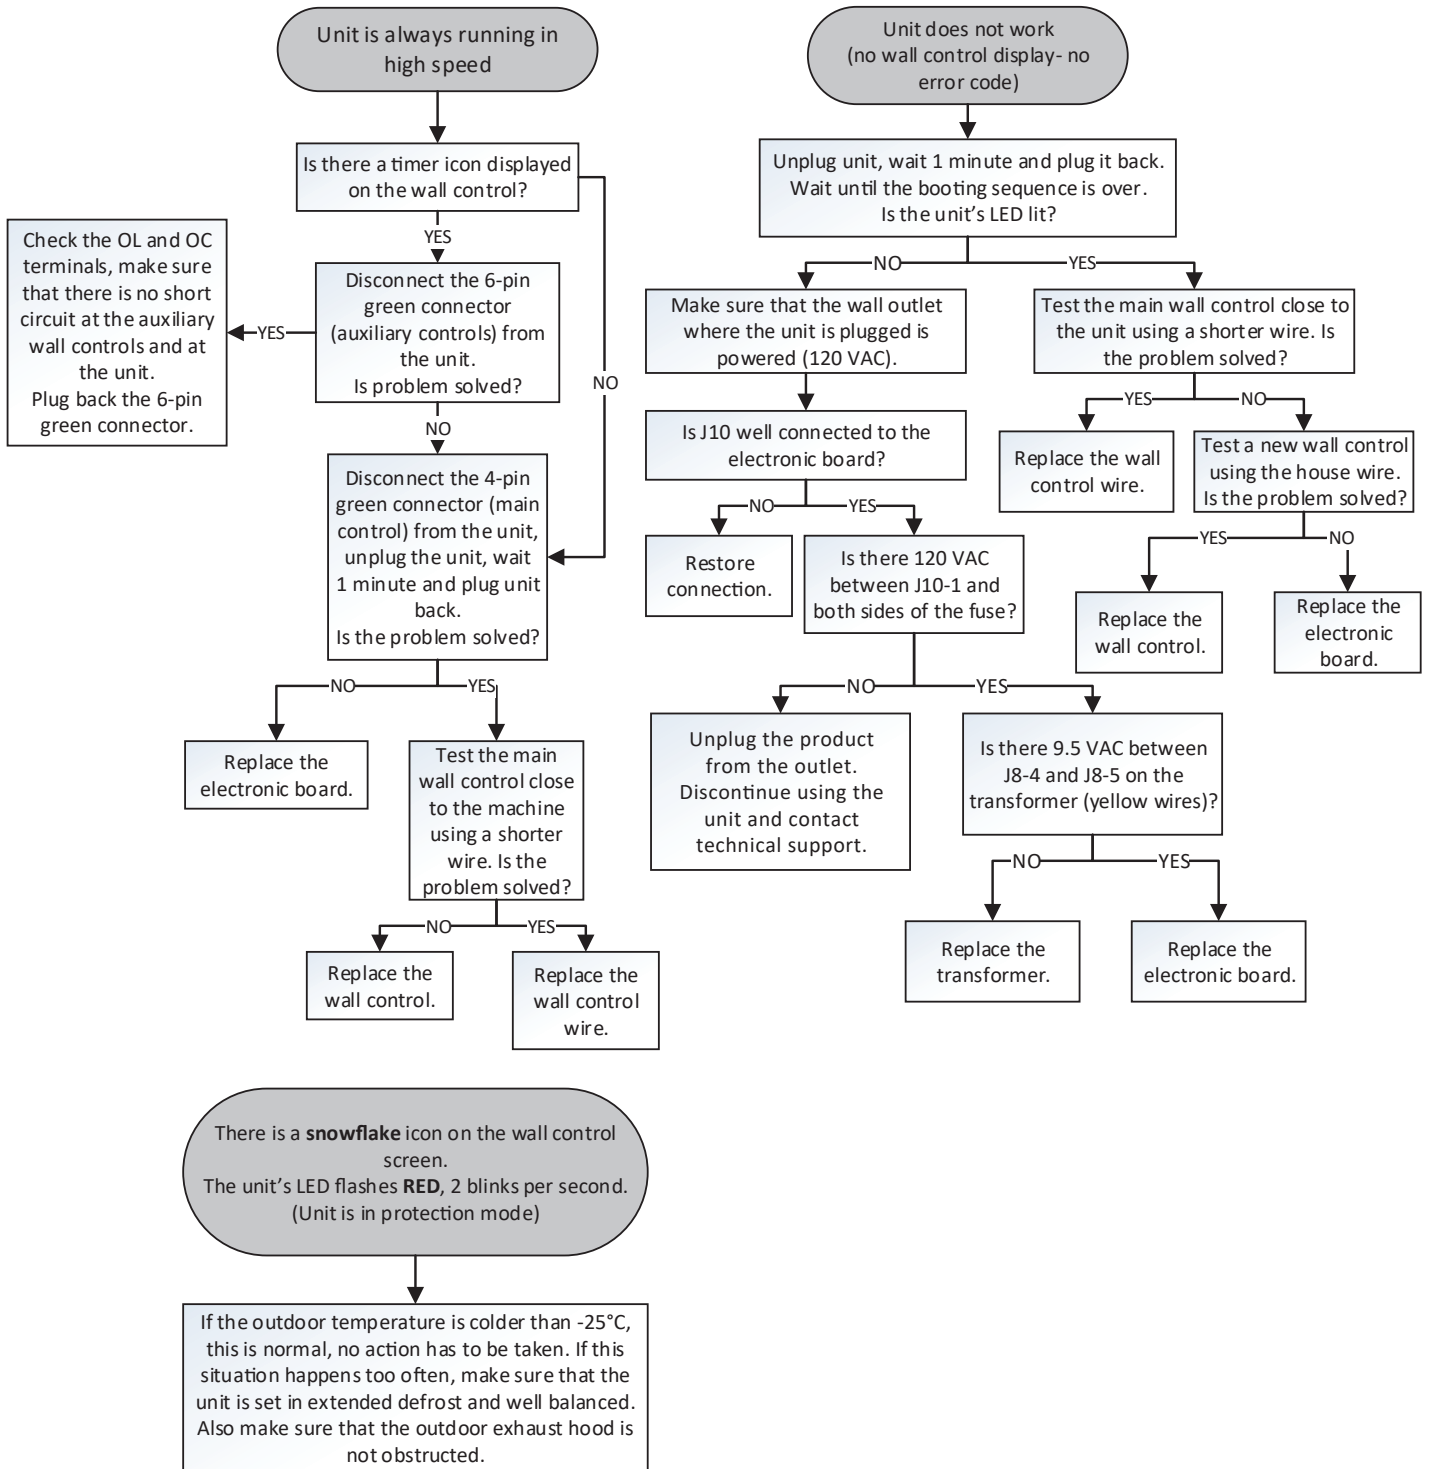 Unit is always running in
high speed
Is there a timer icon displayed
on the wall control?
YES
NO
Disconnect the 6-pin
green connector
(auxiliary controls) from
the unit.
Is problem solved?
YES
Check the OL and OC
terminals, make sure
that there is no short
circuit at the auxiliary
wall controls and at
the unit.
Plug back the 6-pin
green connector.
NO
Disconnect the 4-pin
green connector (main
control) from the unit,
unplug the unit, wait
1 minute and plug unit
back.
Is the problem solved?
NO
YES
Replace the
electronic board.
Test the main
wall control close
to the machine
using a shorter
wire. Is the
problem solved?
NO
YES
Replace the
wall control.
Replace the
wall control
wire.
Unit does not work
(no wall control display- no
error code)
Unplug unit, wait 1 minute and plug it back.
Wait until the booting sequence is over.
Is the unit's LED lit?
NO
YES
Make sure that the wall outlet
where the unit is plugged is
powered (120 VAC).
Is J10 well connected to the
electronic board?
NO
YES
Restore
connection.
Is there 120 VAC
between J10-1 and
both sides of the fuse?
NO
YES
Unplug the product
from the outlet.
Discontinue using the
unit and contact
technical support.
Is there 9.5 VAC between
J8-4 and J8-5 on the
transformer (yellow wires)?
NO
YES
Replace the
transformer.
Replace the
electronic board.
Test the main wall control close to
the unit using a shorter wire. Is
the problem solved?
YES
NO
Replace the wall
control wire.
Test a new wall control
using the house wire.
Is the problem solved?
YES
NO
Replace the
wall control.
Replace the
electronic
board.
There is a snowflake icon on the wall control
screen.
The unit's LED flashes RED, 2 blinks per second.
(Unit is in protection mode)
If the outdoor temperature is colder than -25°C,
this is normal, no action has to be taken. If this
situation happens too often, make sure that the
unit is set in extended defrost and well balanced.
Also make sure that the outdoor exhaust hood is
not obstructed.